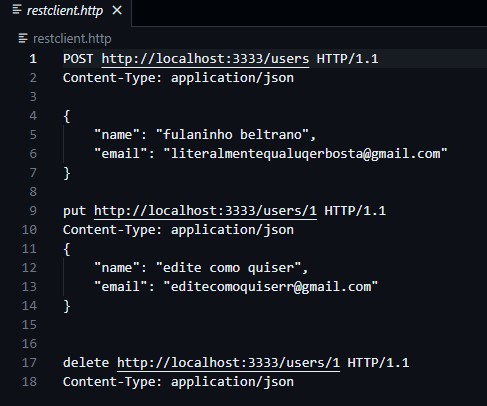 restclient.http
restclient.http
1 POST http://localhost:3333/users HTTP/1.1
2 Content-Type: application/json
3
4 {
5 "name": "fulaninho beltrano",
6 "email": "literalmentequaluqerbosta@gmail.com"
7 }
8
9 put http://localhost:3333/users/1 HTTP/1.1
10 Content-Type: application/json
11 {
12 "name": "edite como quiser",
13 "email": "editecomoquiserr@gmail.com"
14 }
15
16
17 delete http://localhost:3333/users/1 HTTP/1.1
18 Content-Type: application/json